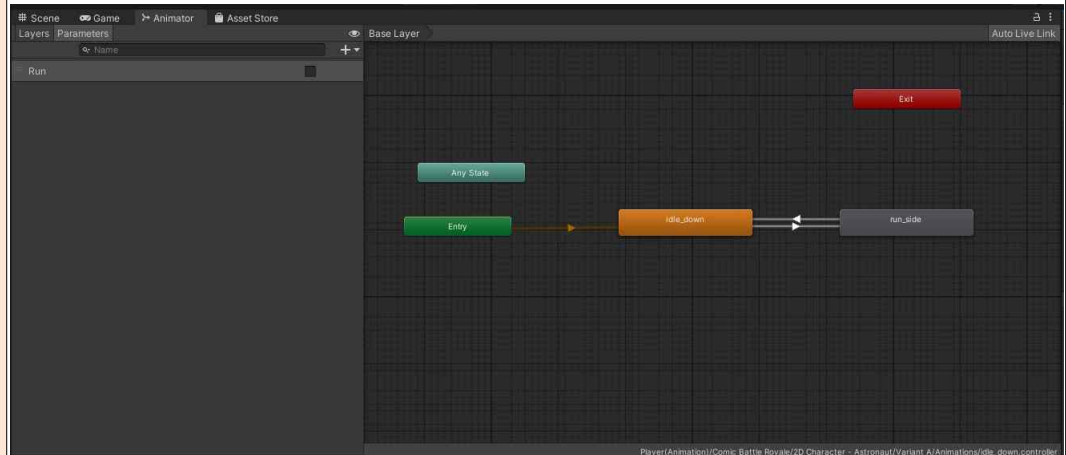 Scene Game Animator Asset Store
Layers Parameters Base Layer Auto Live Link
Name
Run
Exit
Any State
Entry
idle_down
run_side
Player(Animation)/Comic Battle Royale/2D Character - Astronaut/Variant A/Animations/idle_down.controller